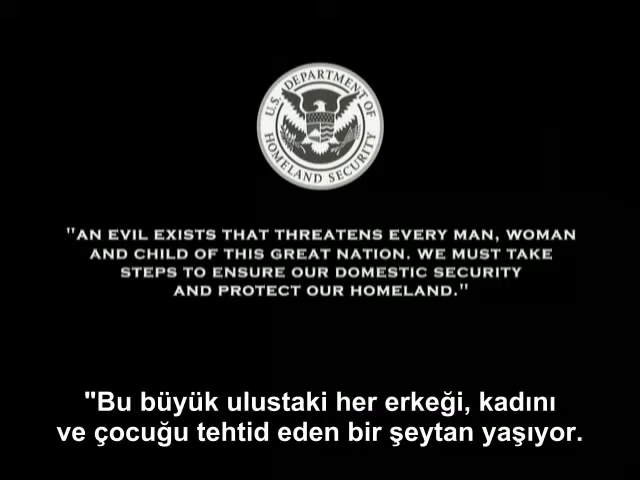 U.S. DEPARTMENT OF
HOMELAND SECURITY
"AN EVIL EXISTS THAT THREATENS EVERY MAN, WOMAN
AND CHILD OF THIS GREAT NATION. WE MUST TAKE
STEPS TO ENSURE OUR DOMESTIC SECURITY
AND PROTECT OUR HOMELAND."
"Bu büyük ulustaki her erkeği, kadını
ve çocuğu tehtid eden bir şeytan yaşıyor.